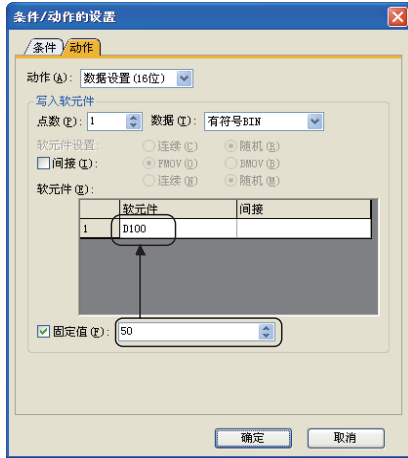 条件/动作的设置
条件 动作
动作(A): 数据设置(16位)
写入软元件
点数(P): 1 数据(T): 有符号BIN
软元件设置: 连续(C) 随机(R)
间接(I): FMOV(O) BMOV(V)
连续(N) 随机(M)
软元件(E):
软元件 间接
1 D100
固定值(F): 50
确定 取消